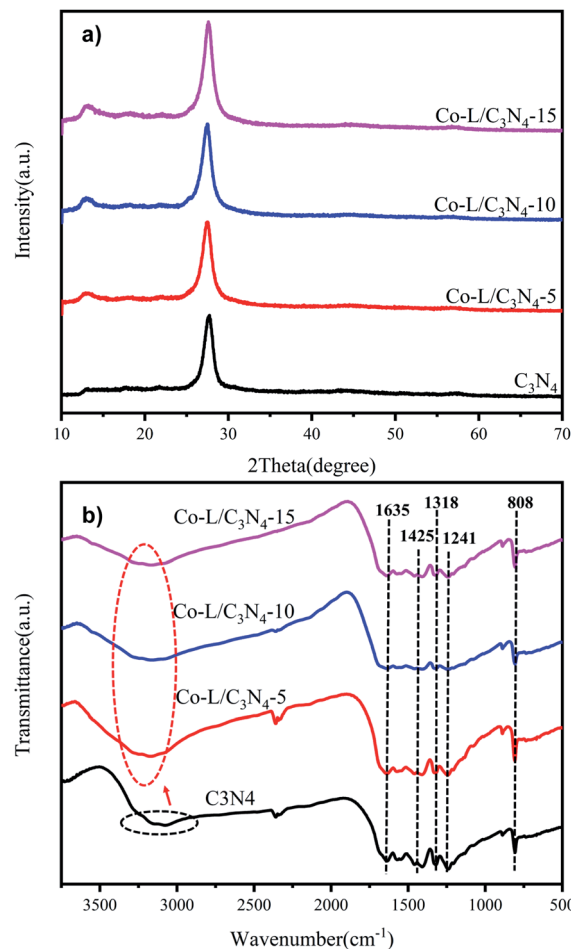 a)
Co-L/C₃N₄-15
Co-L/C₃N₄-10
Co-L/C₃N₄-5
C₃N₄
Intensity(a.u.)
10 20 30 40 50 60 70
2Theta(degree)
b)
1635 1425 1318 1241 808
Co-L/C₃N₄-15
Co-L/C₃N₄-10
Co-L/C₃N₄-5
C3N4
Transmittance(a.u.)
3500 3000 2500 2000 1500 1000 500
Wavenumber(cm⁻¹)